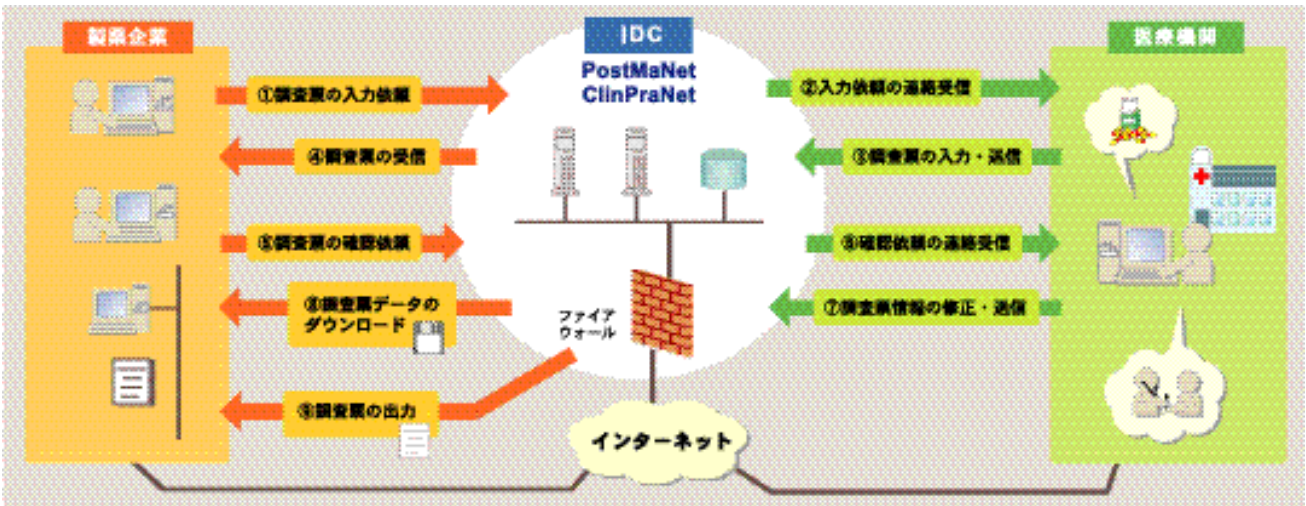 製薬企業
IDC
医療機関
PostMaNet
ClinPraNet
①調査票の入力依頼
②入力依頼の連絡受信
④調査票の受信
③調査票の入力・送信
⑤調査票の確認依頼
⑥確認依頼の連絡受信
⑧調査票データの
ダウンロード
ファイア
ウォール
⑦調査票情報の修正・送信
⑨調査票の出力
インターネット